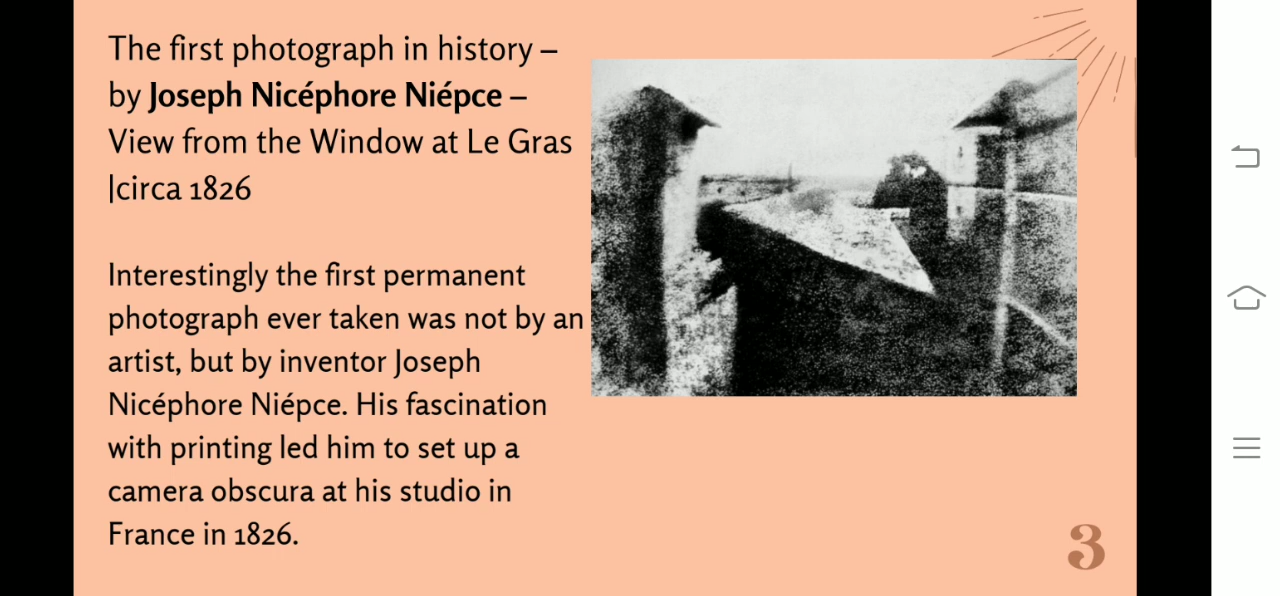 The first photograph in history –
by Joseph Nicéphore Niépce –
View from the Window at Le Gras
|circa 1826
Interestingly the first permanent
photograph ever taken was not by an
artist, but by inventor Joseph
Nicéphore Niépce. His fascination
with printing led him to set up a
camera obscura at his studio in
France in 1826.
3